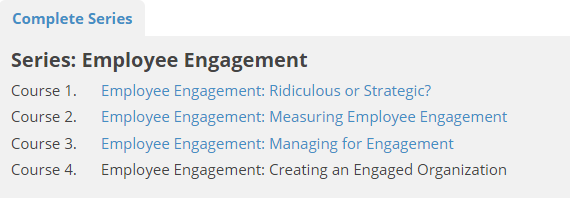 Complete Series
Series: Employee Engagement
Course 1. Employee Engagement: Ridiculous or Strategic?
Course 2. Employee Engagement: Measuring Employee Engagement
Course 3. Employee Engagement: Managing for Engagement
Course 4. Employee Engagement: Creating an Engaged Organization